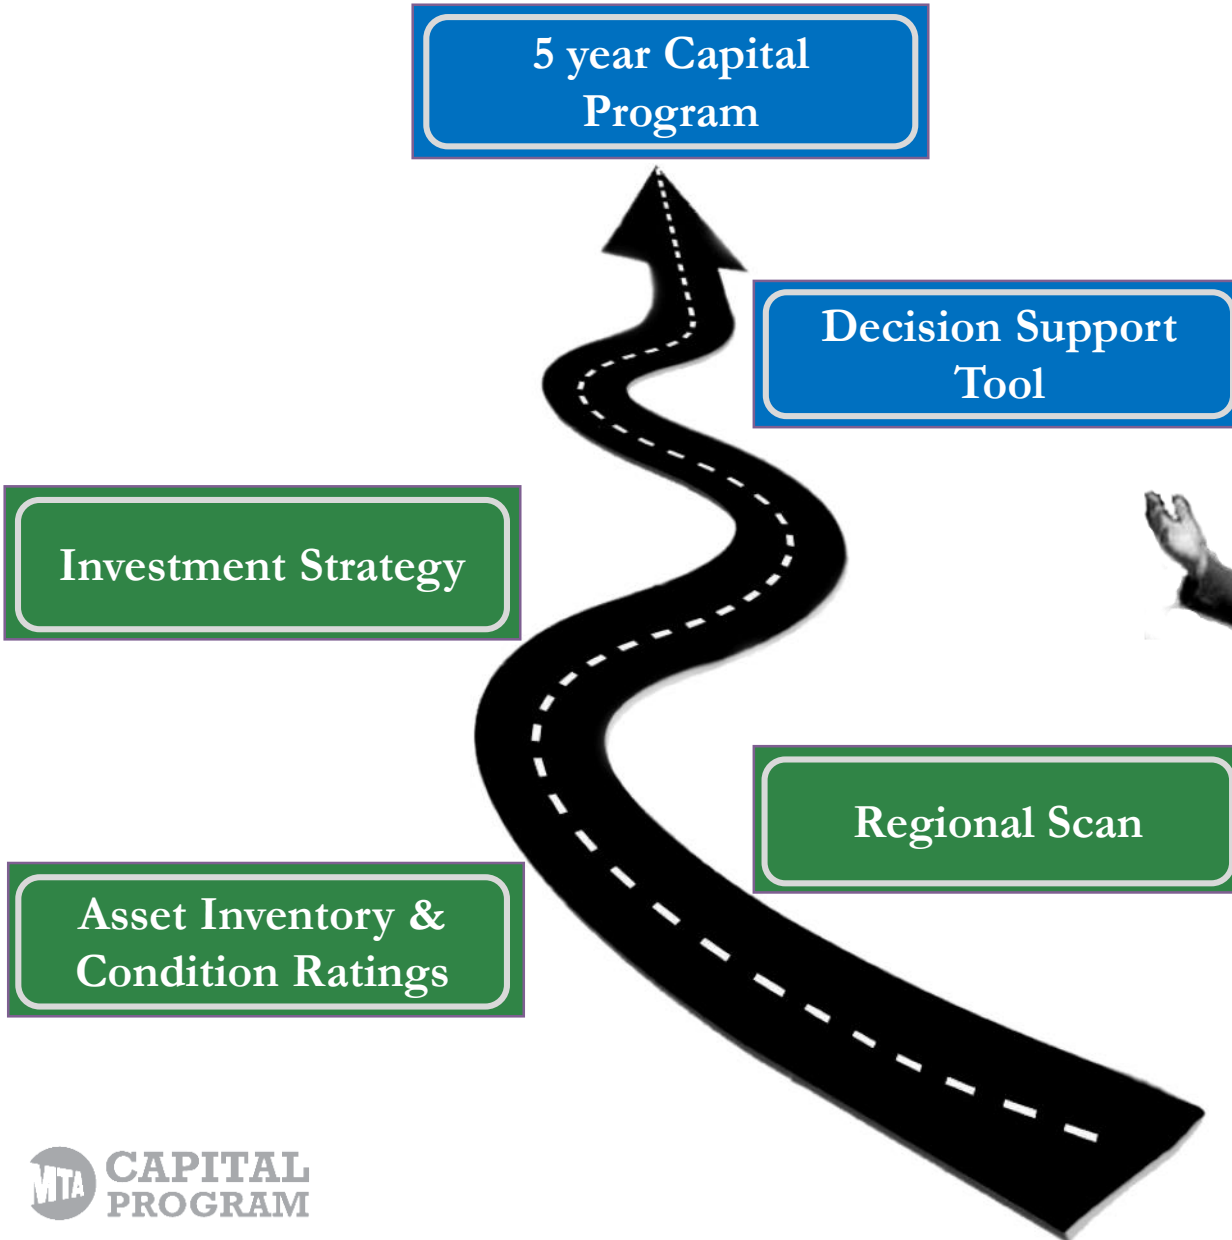 5 year Capital
Program
Decision Support
Tool
Investment Strategy
Regional Scan
Asset Inventory &
Condition Ratings
MTA
CAPITAL
PROGRAM